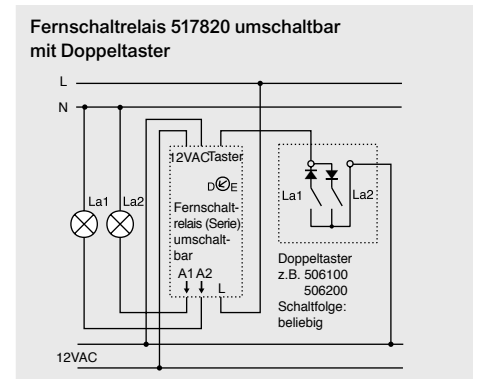 Fernschaltrelais 517820 umschaltbar
mit Doppeltaster
L
N
12VAC Taster
D E
La1 La2
Fernschalt-
relais (Serie)
umschalt-
bar
A1 A2
L
La1 La2
Doppeltaster
z.B. 506100
506200
Schaltfolge:
beliebig
12VAC